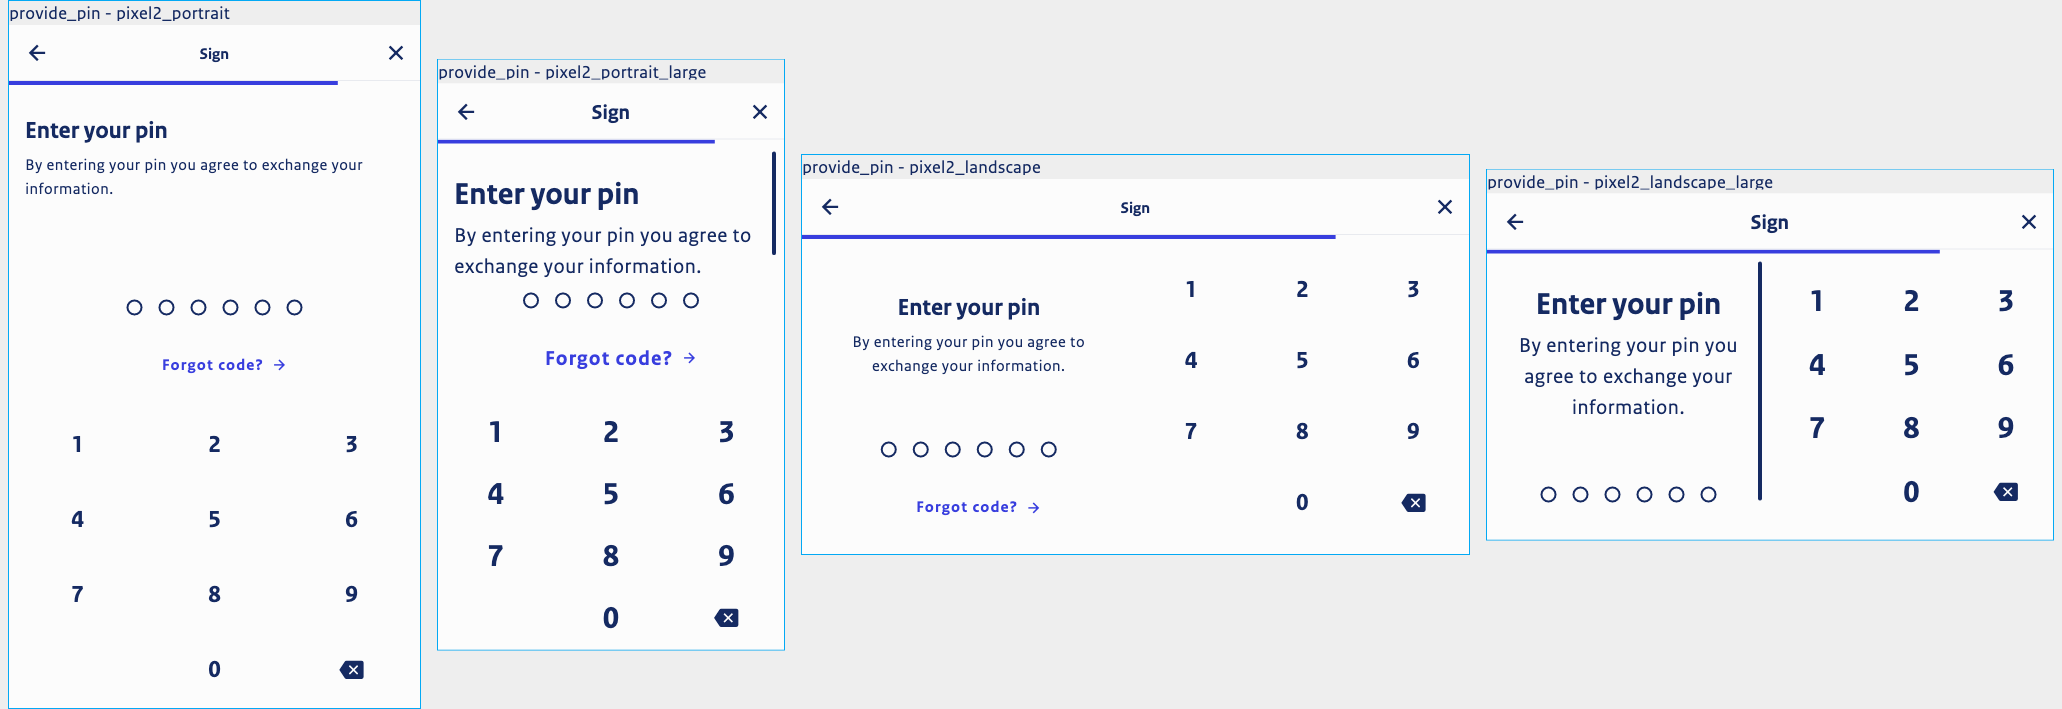 provide_pin - pixel2_portrait
Sign
Enter your pin
By entering your pin you agree to exchange your
information.
Forgot code?
1 2 3
4 5 6
7 8 9
0
provide_pin - pixel2_portrait_large
Sign
Enter your pin
By entering your pin you agree to
exchange your information.
Forgot code?
1 2 3
4 5 6
7 8 9
0
provide_pin - pixel2_landscape
Sign
Enter your pin
By entering your pin you agree to
exchange your information.
Forgot code?
1 2 3
4 5 6
7 8 9
0
provide_pin - pixel2_landscape_large
Sign
Enter your pin
By entering your pin you
agree to exchange your
information.
1 2 3
4 5 6
7 8 9
0